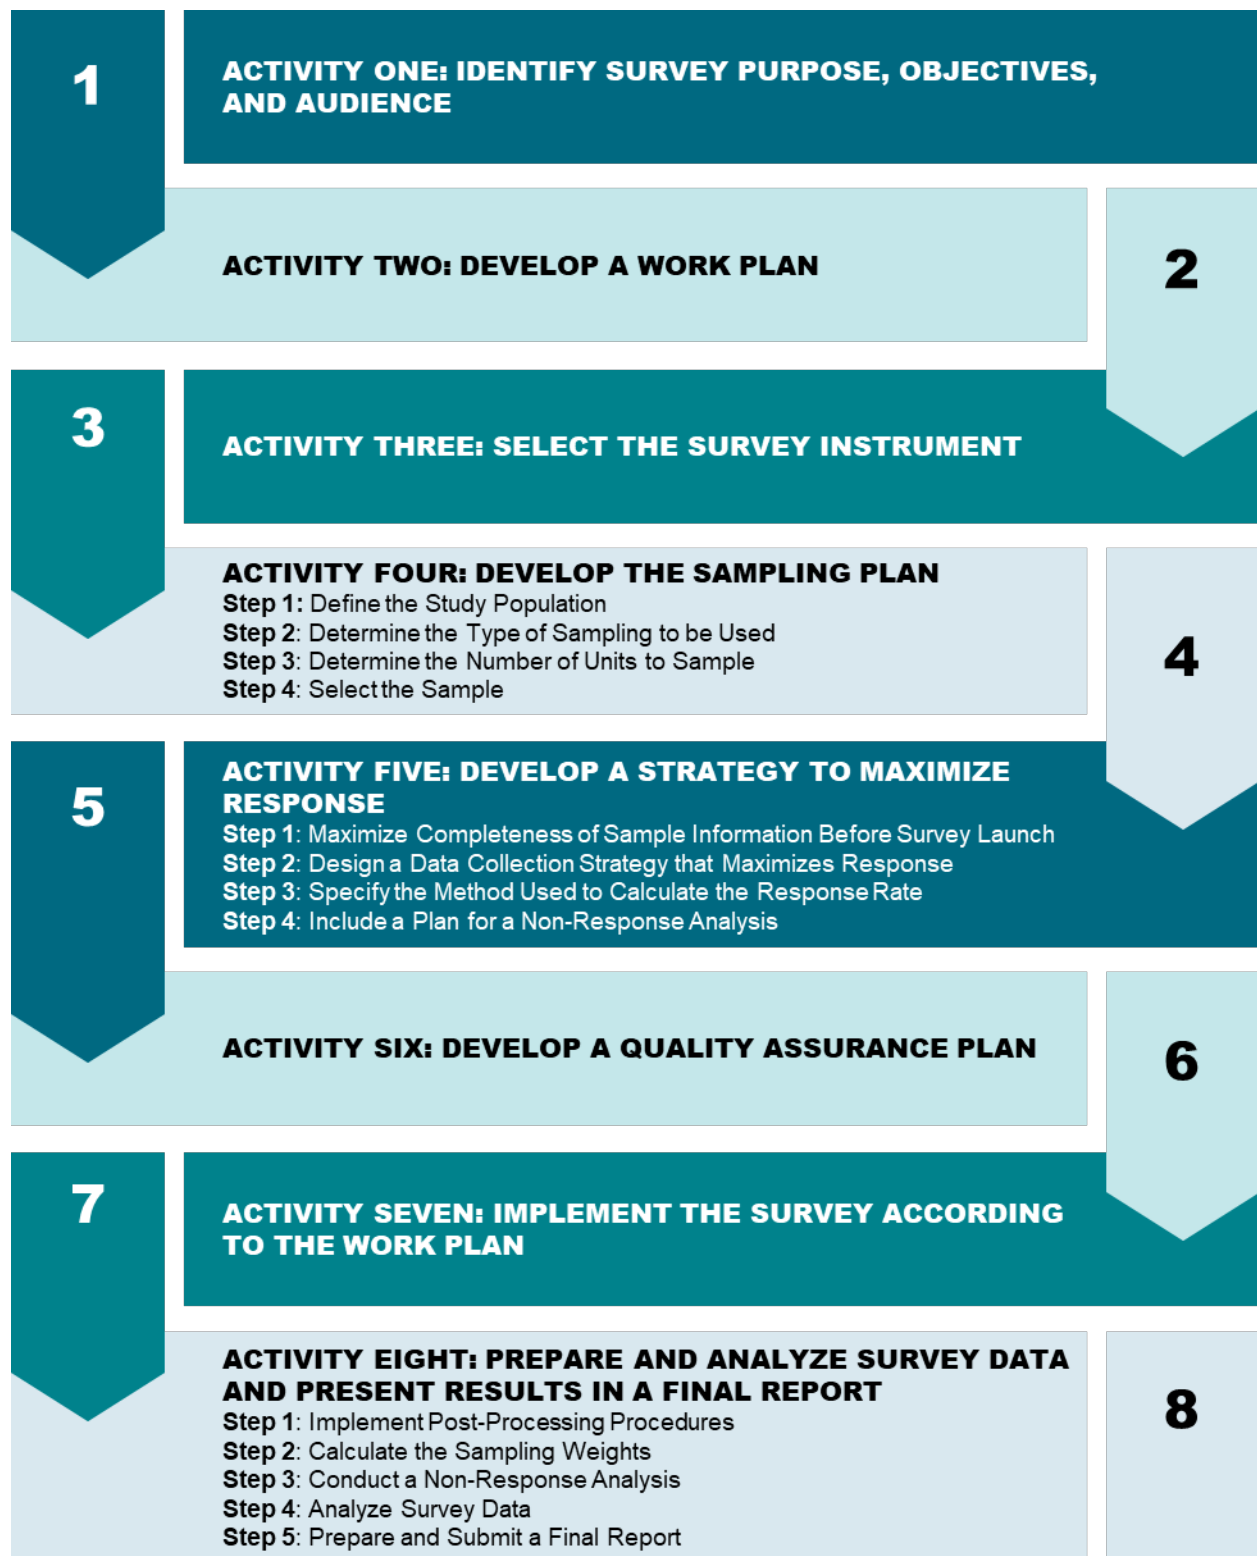 1
ACTIVITY ONE: IDENTIFY SURVEY PURPOSE, OBJECTIVES,
AND AUDIENCE
ACTIVITY TWO: DEVELOP A WORK PLAN
2
3
ACTIVITY THREE: SELECT THE SURVEY INSTRUMENT
ACTIVITY FOUR: DEVELOP THE SAMPLING PLAN
Step 1: Define the Study Population
Step 2: Determine the Type of Sampling to be Used
Step 3: Determine the Number of Units to Sample
Step 4: Select the Sample
4
5
ACTIVITY FIVE: DEVELOP A STRATEGY TO MAXIMIZE
RESPONSE
Step 1: Maximize Completeness of Sample Information Before Survey Launch
Step 2: Design a Data Collection Strategy that Maximizes Response
Step 3: Specify the Method Used to Calculate the Response Rate
Step 4: Include a Plan for a Non-Response Analysis
ACTIVITY SIX: DEVELOP A QUALITY ASSURANCE PLAN
6
7
ACTIVITY SEVEN: IMPLEMENT THE SURVEY ACCORDING
TO THE WORK PLAN
ACTIVITY EIGHT: PREPARE AND ANALYZE SURVEY DATA
AND PRESENT RESULTS IN A FINAL REPORT
Step 1: Implement Post-Processing Procedures
Step 2: Calculate the Sampling Weights
Step 3: Conduct a Non-Response Analysis
Step 4: Analyze Survey Data
Step 5: Prepare and Submit a Final Report
8